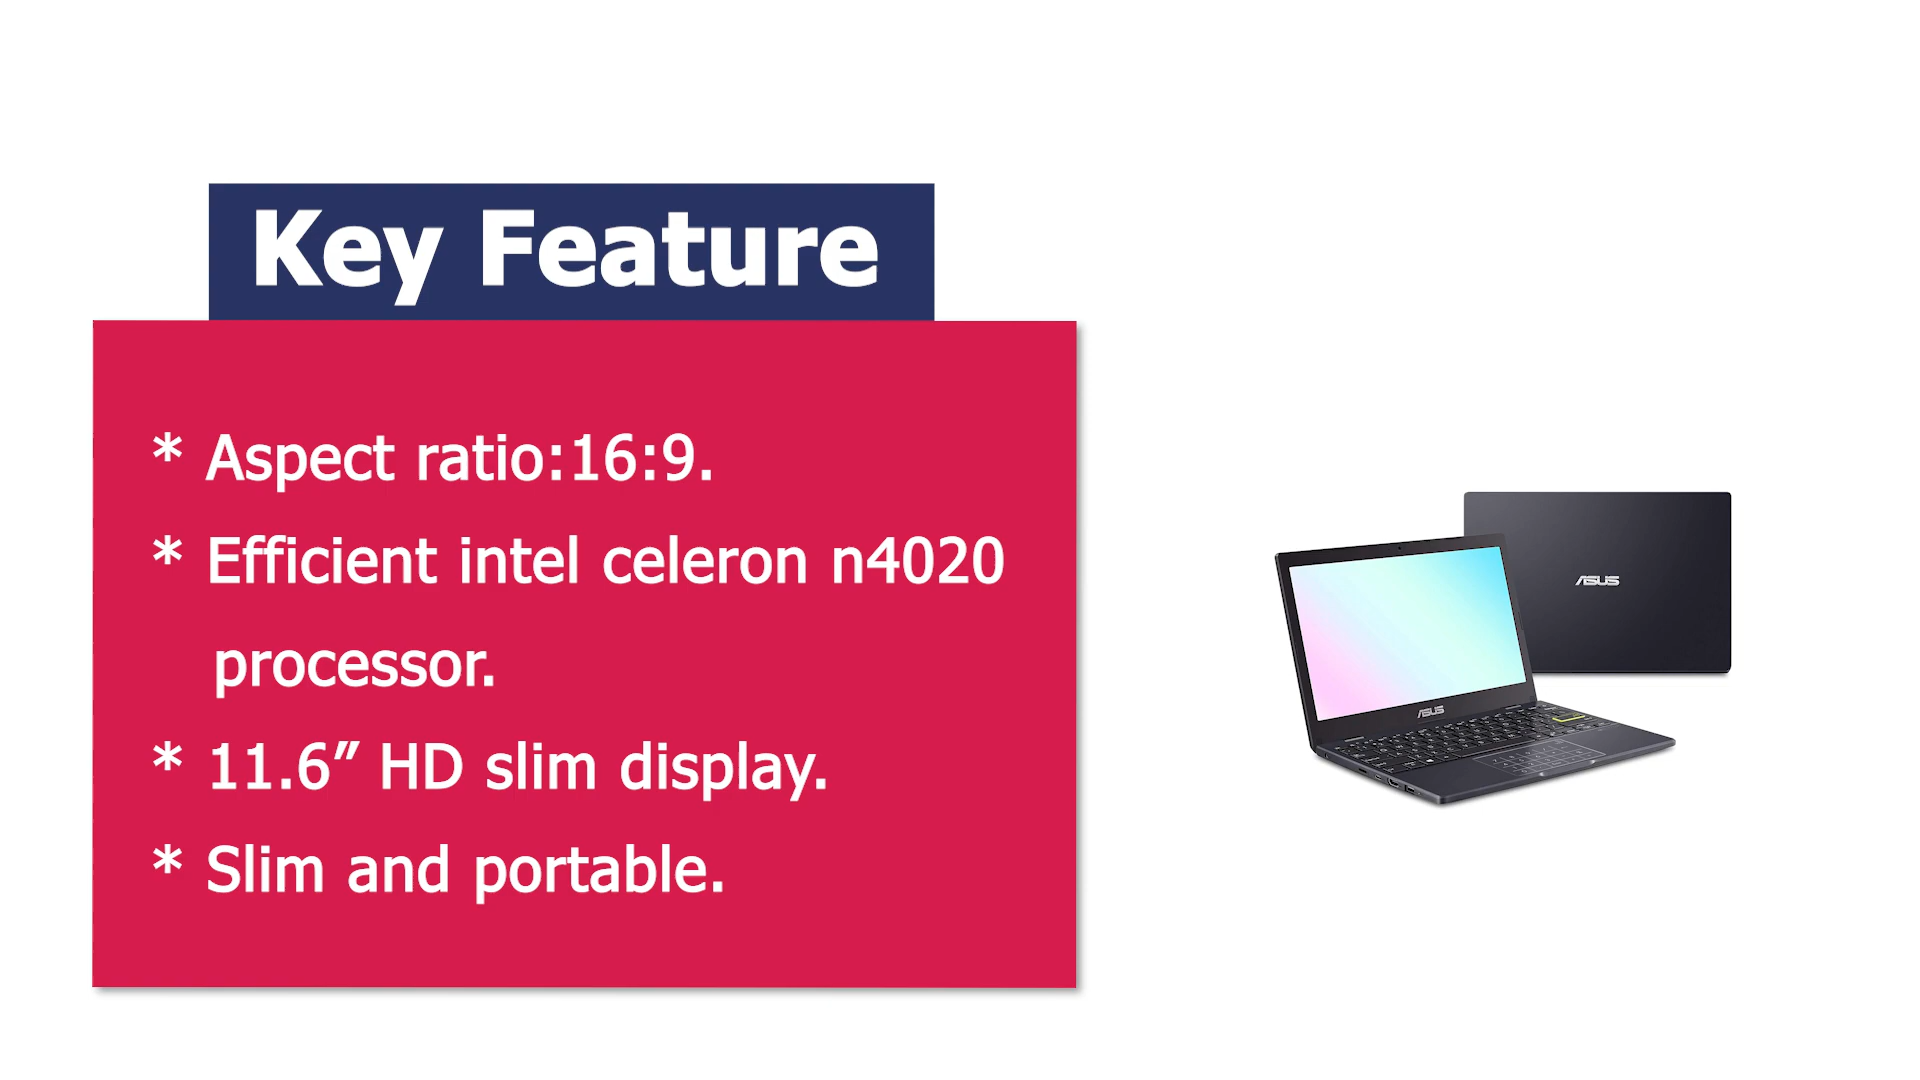 Key Feature
* Aspect ratio:16:9.
* Efficient intel celeron n4020
processor.
* 11.6” HD slim display.
* Slim and portable.
ASUS
ASUS